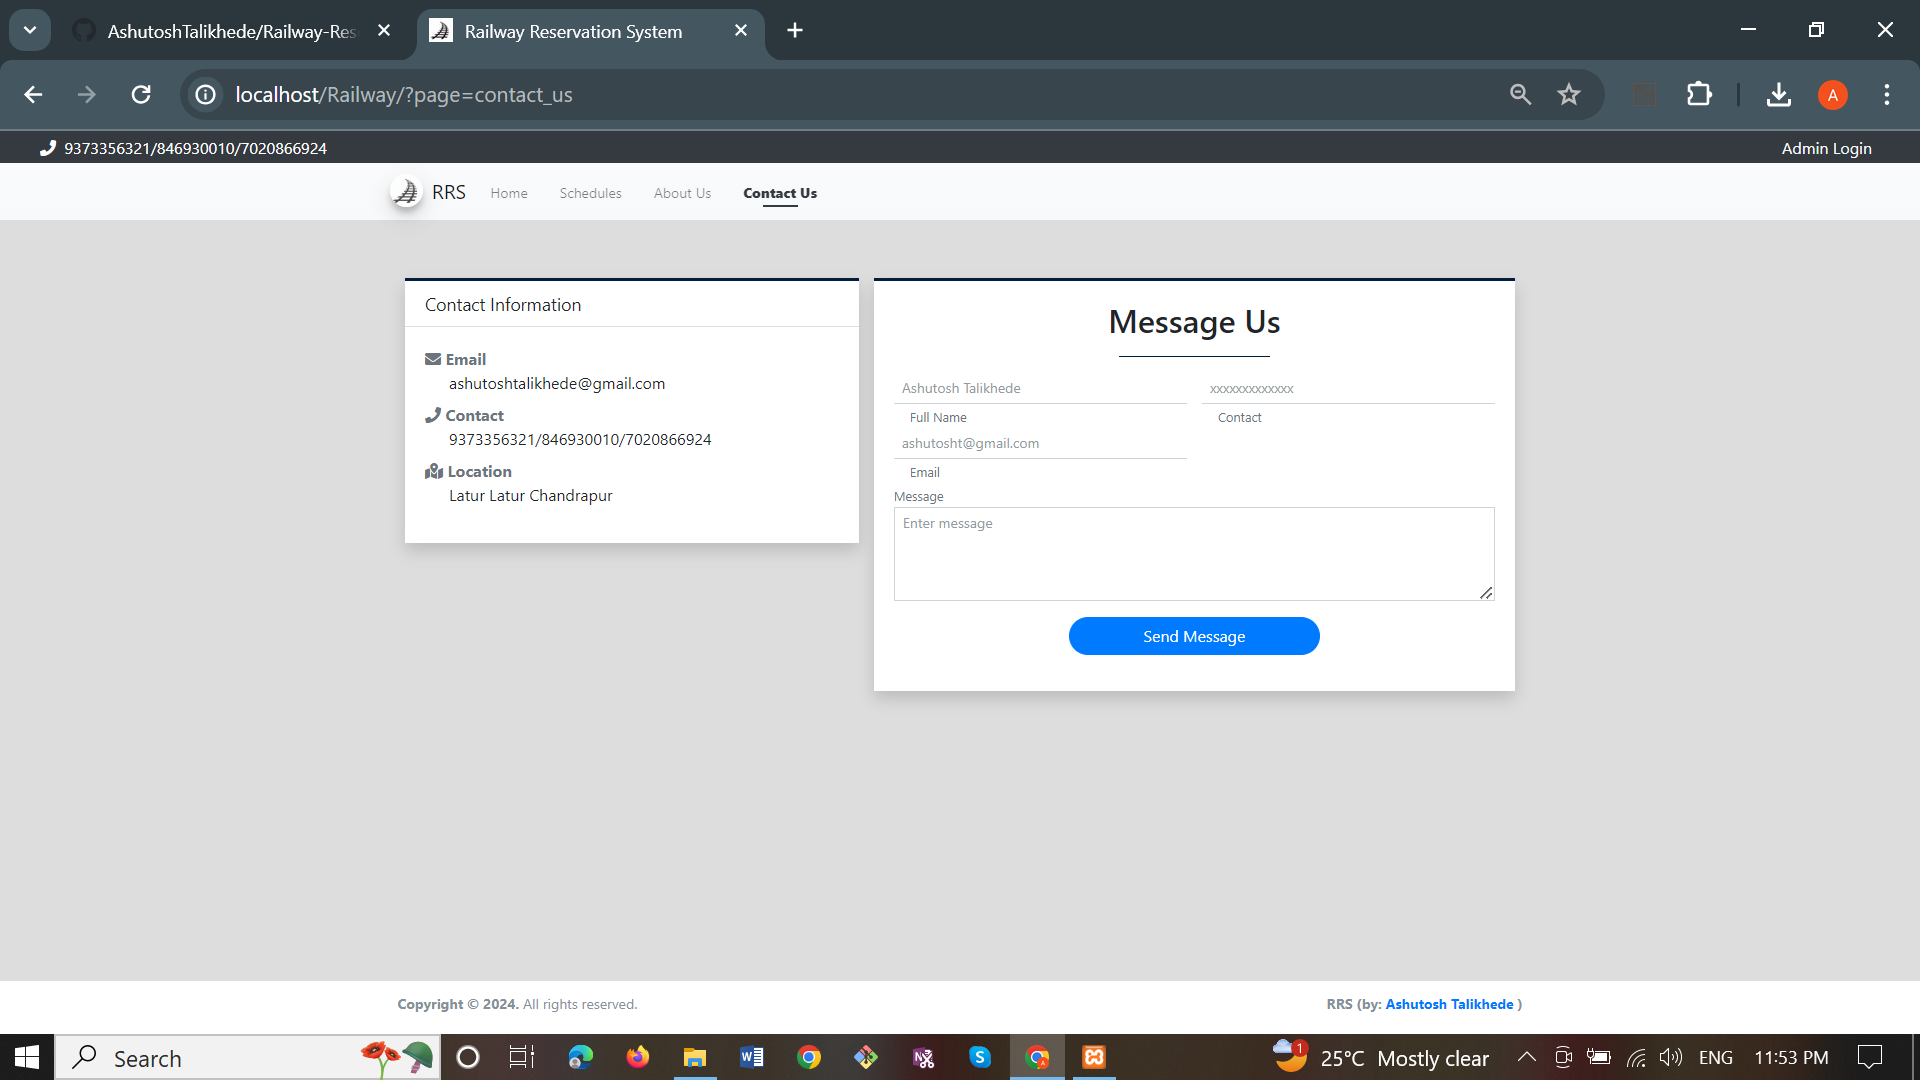 AshutoshTalikhede/Railway-Res
Railway Reservation System
localhost/Railway/?page=contact_us
A
9373356321/846930010/7020866924
Admin Login
RRS
Home
Schedules
About Us
Contact Us
Contact Information
Email
ashutoshtalikhede@gmail.com
Contact
9373356321/846930010/7020866924
Location
Latur Latur Chandrapur
Message Us
Ashutosh Talikhede
xxxxxxxxxxxxx
Full Name
Contact
ashutosht@gmail.com
Email
Message
Enter message
Send Message
Copyright © 2024. All rights reserved.
RRS (by: Ashutosh Talikhede )
Search
1
25°C Mostly clear
ENG
11:53 PM